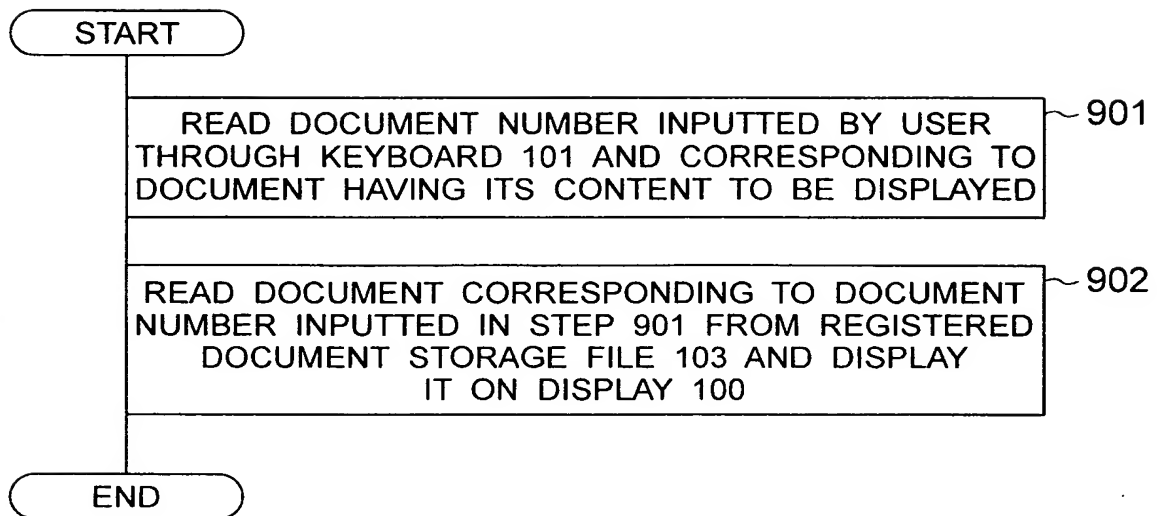 START
READ DOCUMENT NUMBER INPUTTED BY USER
THROUGH KEYBOARD 101 AND CORRESPONDING TO
DOCUMENT HAVING ITS CONTENT TO BE DISPLAYED
901
READ DOCUMENT CORRESPONDING TO DOCUMENT
NUMBER INPUTTED IN STEP 901 FROM REGISTERED
DOCUMENT STORAGE FILE 103 AND DISPLAY
IT ON DISPLAY 100
902
END